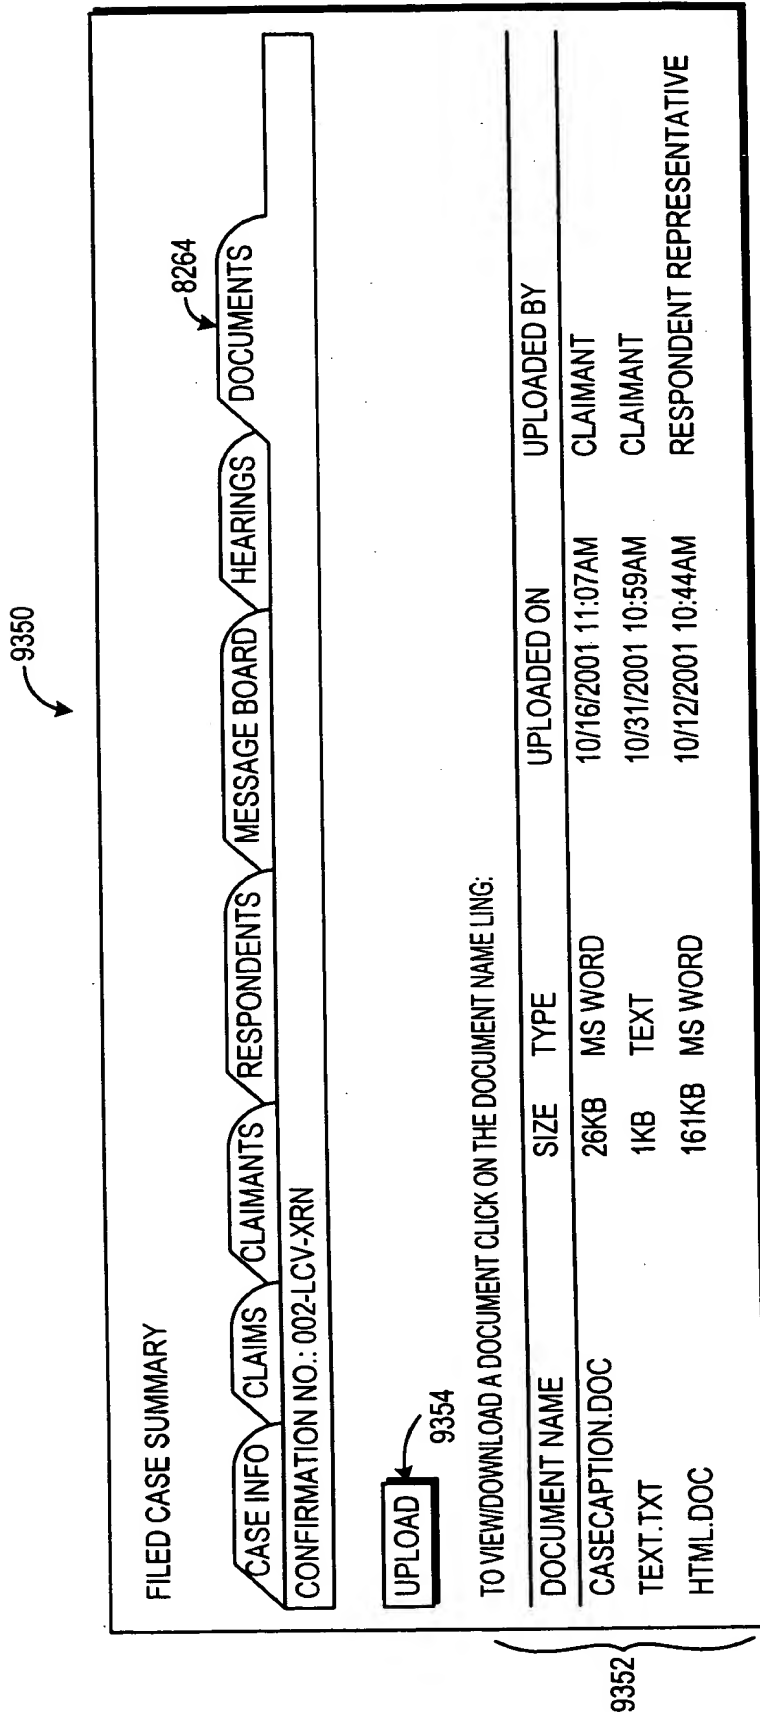 9350
FILED CASE SUMMARY
8264
CASE INFO CLAIMS CLAIMANTS RESPONDENTS MESSAGE BOARD HEARINGS DOCUMENTS
CONFIRMATION NO.: 002-LCV-XRN
UPLOAD
9354
TO VIEW/DOWNLOAD A DOCUMENT CLICK ON THE DOCUMENT NAME LING:
DOCUMENT NAME SIZE TYPE UPLOADED ON UPLOADED BY
CASECAPTION.DOC 26KB MS WORD 10/16/2001 11:07AM CLAIMANT
TEXT.TXT 1KB TEXT 10/31/2001 10:59AM CLAIMANT
HTML.DOC 161KB MS WORD 10/12/2001 10:44AM RESPONDENT REPRESENTATIVE
9352